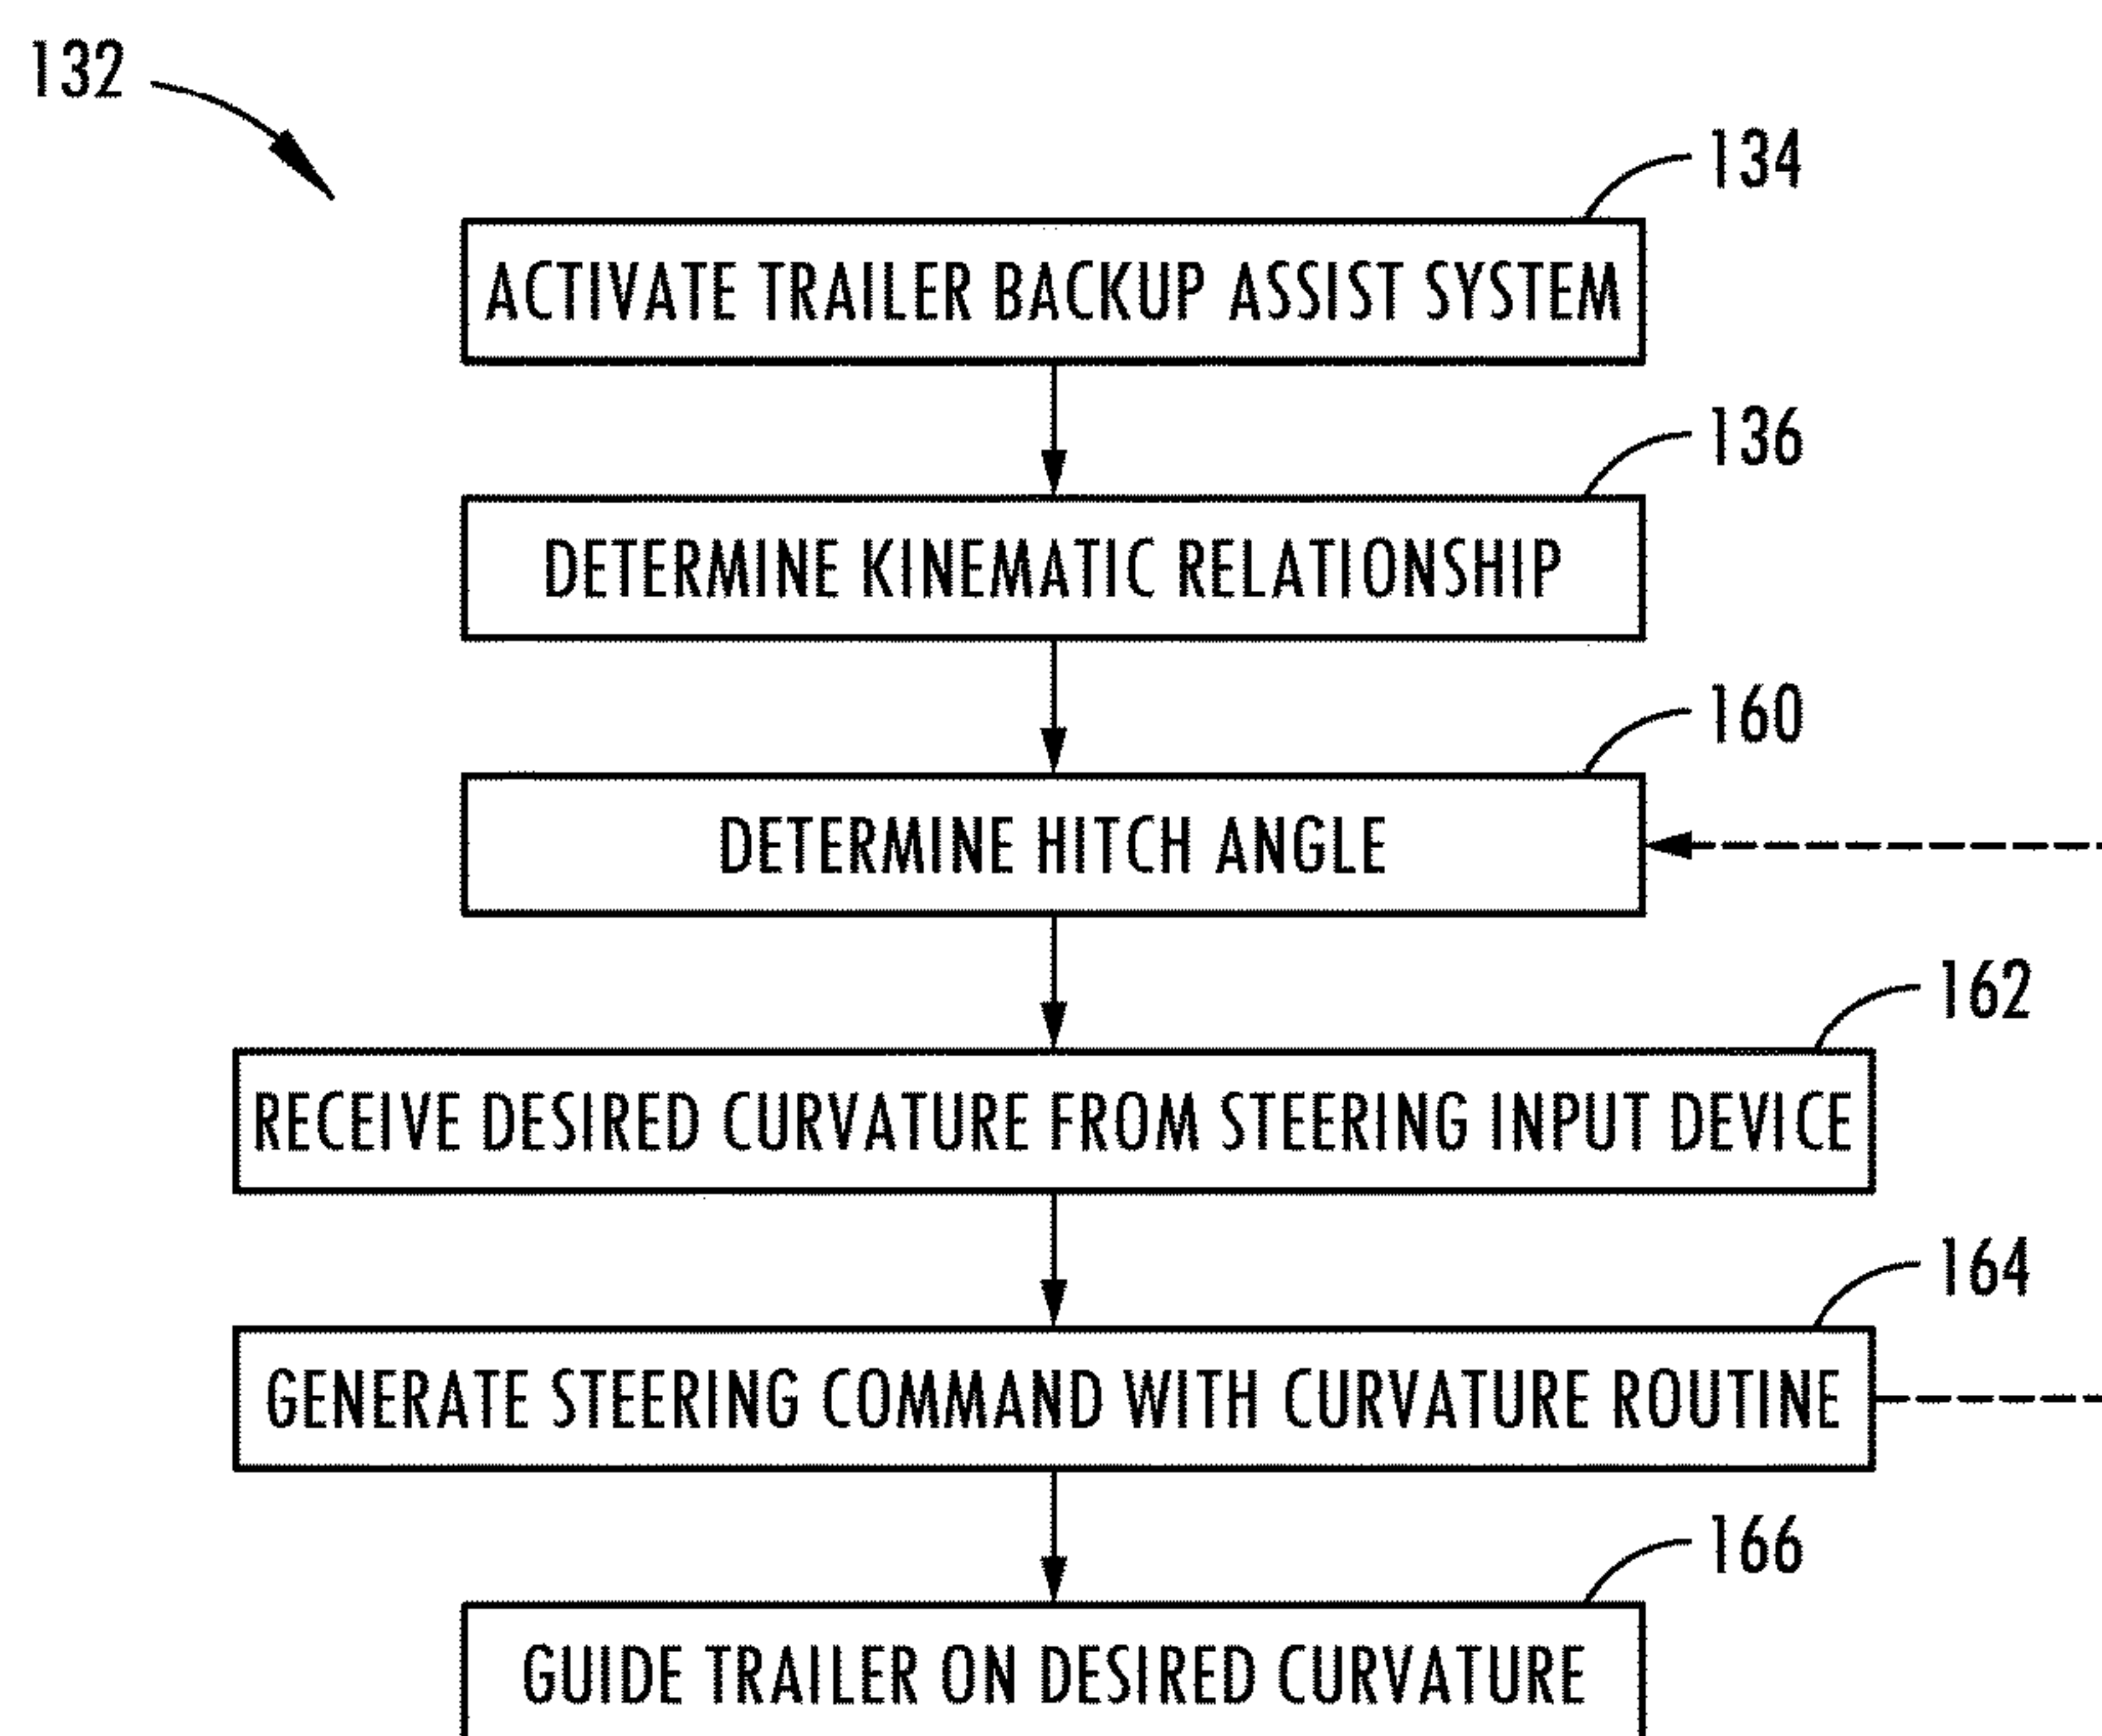 132
134
ACTIVATE TRAILER BACKUP ASSIST SYSTEM
136
DETERMINE KINEMATIC RELATIONSHIP
160
DETERMINE HITCH ANGLE
162
RECEIVE DESIRED CURVATURE FROM STEERING INPUT DEVICE
164
GENERATE STEERING COMMAND WITH CURVATURE ROUTINE
166
GUIDE TRAILER ON DESIRED CURVATURE